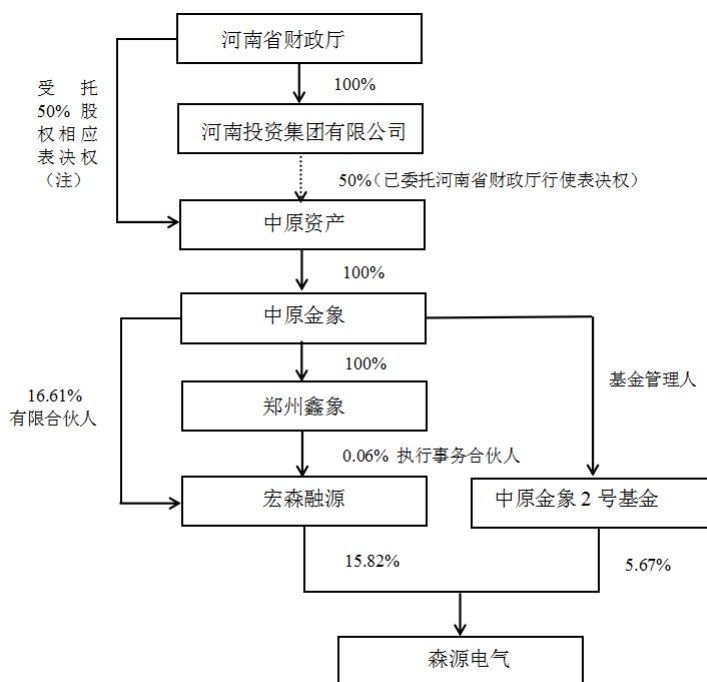 河南省财政厅
100%
受托
50% 股
权相应
表决权
（注）
河南投资集团有限公司
50%（已委托河南省财政厅行使表决权）
中原资产
100%
中原金象
100%
16.61%
有限合伙人
基金管理人
郑州鑫象
0.06% 执行事务合伙人
宏森融源
中原金象 2 号基金
15.82%
5.67%
森源电气